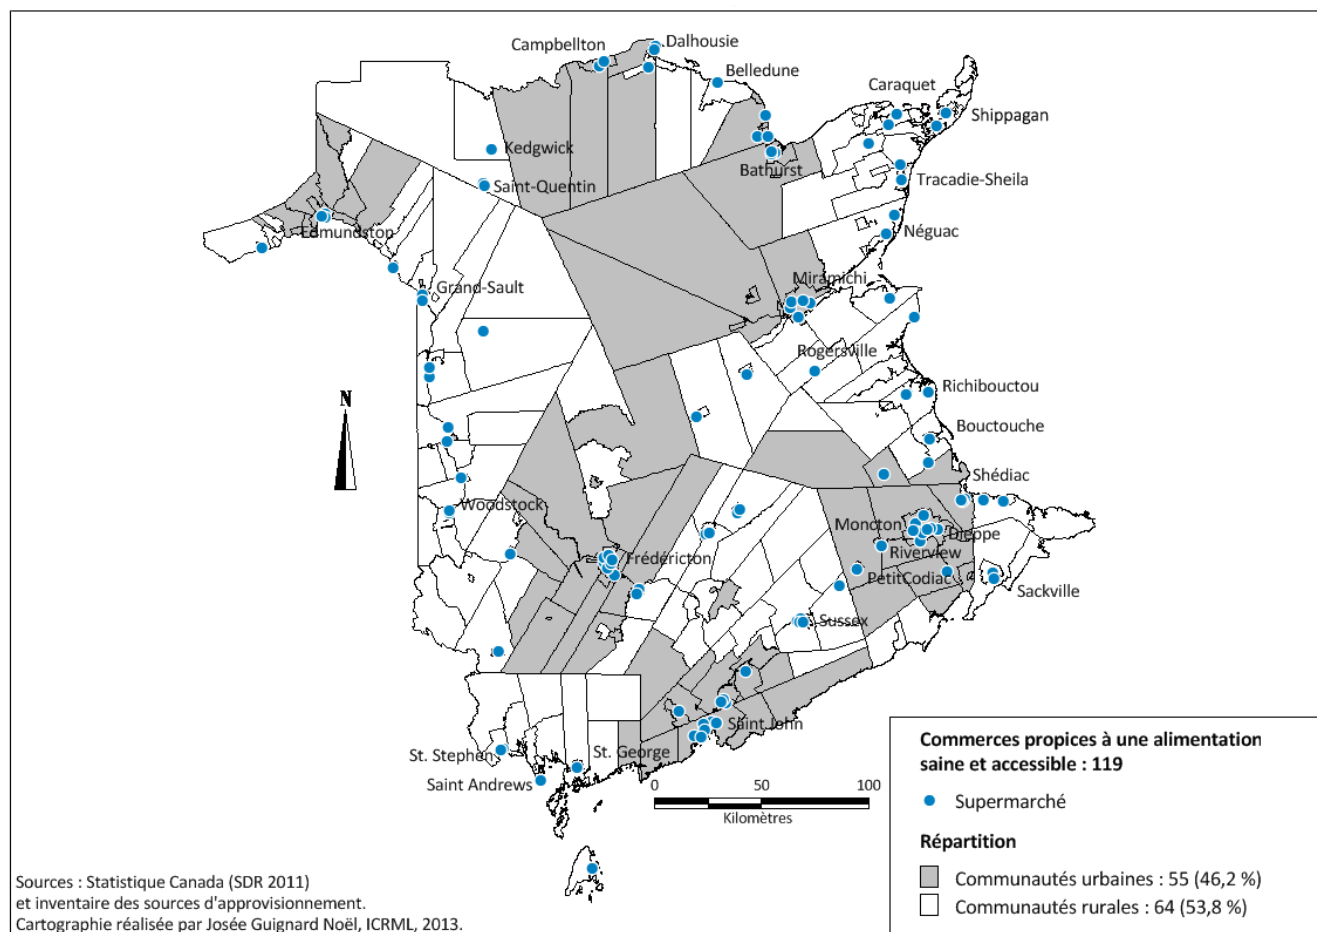 Campbellton
Dalhousie
Belledune
Caraquet
Shippagan
Kedgwick
Bathurst
Saint-Quentin
Tracadie-Sheila
Edmundston
Néguac
Miramichi
Grand-Sault
Rogersville
Richibouctou
N
Bouctouche
Shédiac
Woodstock
Moncton
Dieppe
Riverview
Frédéricton
PetitCodiac
Sackville
Sussex
Saint John
St. Stephen
St. George
Saint Andrews
0 50 100
Kilomètres
Commerces propices à une alimentation
saine et accessible : 119
Supermarché
Répartition
Communautés urbaines : 55 (46,2 %)
Communautés rurales : 64 (53,8 %)
Sources : Statistique Canada (SDR 2011)
et inventaire des sources d'approvisionnement.
Cartographie réalisée par Josée Guignard Noël, ICRML, 2013.